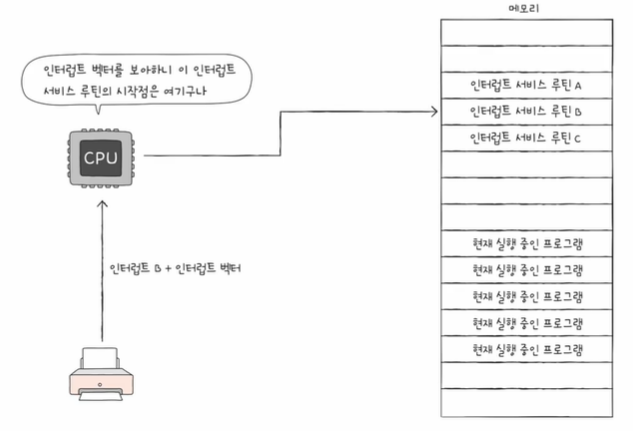 메모리
인터럽트 벡터를 보아하니 이 인터럽트
서비스 루틴의 시작점은 여기구나
CPU
인터럽트 B + 인터럽트 벡터
인터럽트 서비스 루틴 A
인터럽트 서비스 루틴 B
인터럽트 서비스 루틴 C
현재 실행 중인 프로그램
현재 실행 중인 프로그램
현재 실행 중인 프로그램
현재 실행 중인 프로그램
현재 실행 중인 프로그램